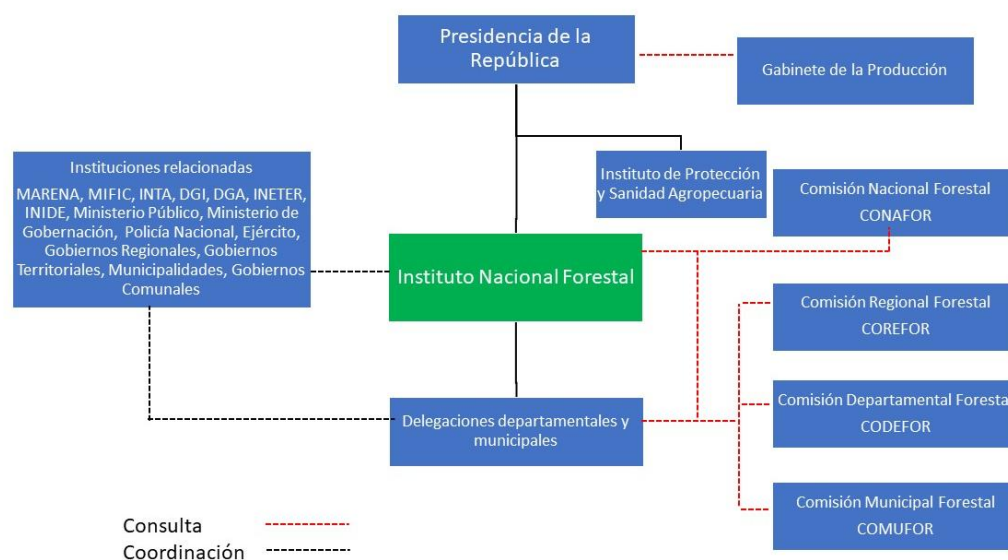 Presidencia de la
República
Gabinete de la Producción
Instituciones relacionadas
MARENA, MIFIC, INTA, DGI, DGA, INETER,
INIDE, Ministerio Público, Ministerio de
Gobernación, Policía Nacional, Ejército,
Gobiernos Regionales, Gobiernos
Territoriales, Municipalidades, Gobiernos
Comunales
Instituto de Protección
y Sanidad Agropecuaria
Comisión Nacional Forestal
CONAFOR
Instituto Nacional Forestal
Comisión Regional Forestal
COREFOR
Delegaciones departamentales y
municipales
Comisión Departamental Forestal
CODEFOR
Comisión Municipal Forestal
COMUFOR
Consulta
Coordinación